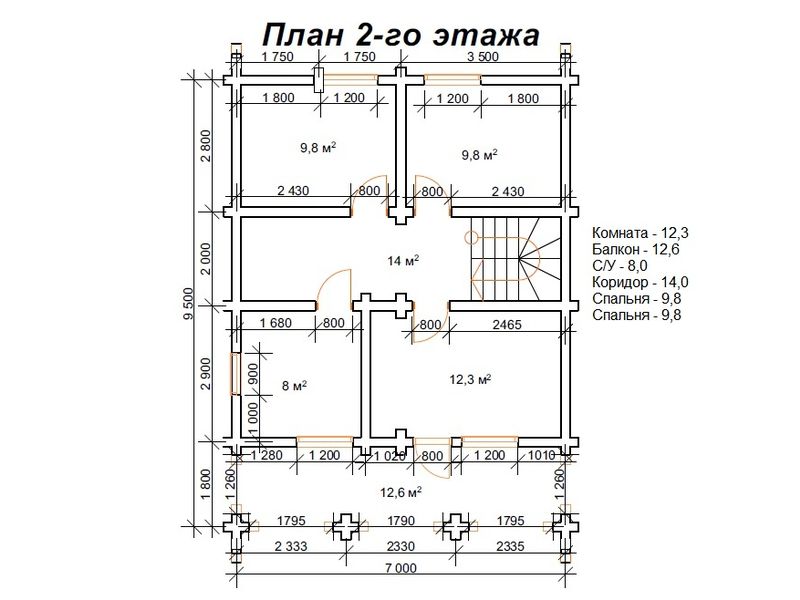 План 2-го этажа
1 750 1 750 3 500
1 800 1 200 1 200 1 800
2 800
9,8 м²
9,8 м²
2 430 800 800 2 430
2 000
14 м²
9 500
Комната - 12,3
Балкон - 12,6
С/У - 8,0
Коридор - 14,0
Спальня - 9,8
Спальня - 9,8
1 680 800 800 2465
2 900
900
8 м²
12,3 м²
1 000
1 280 1 200 1 020 800 1 200 1010
1 800
1 260
12,6 м²
1 260
1795 1790 1795
2 333 2330 2335
7 000